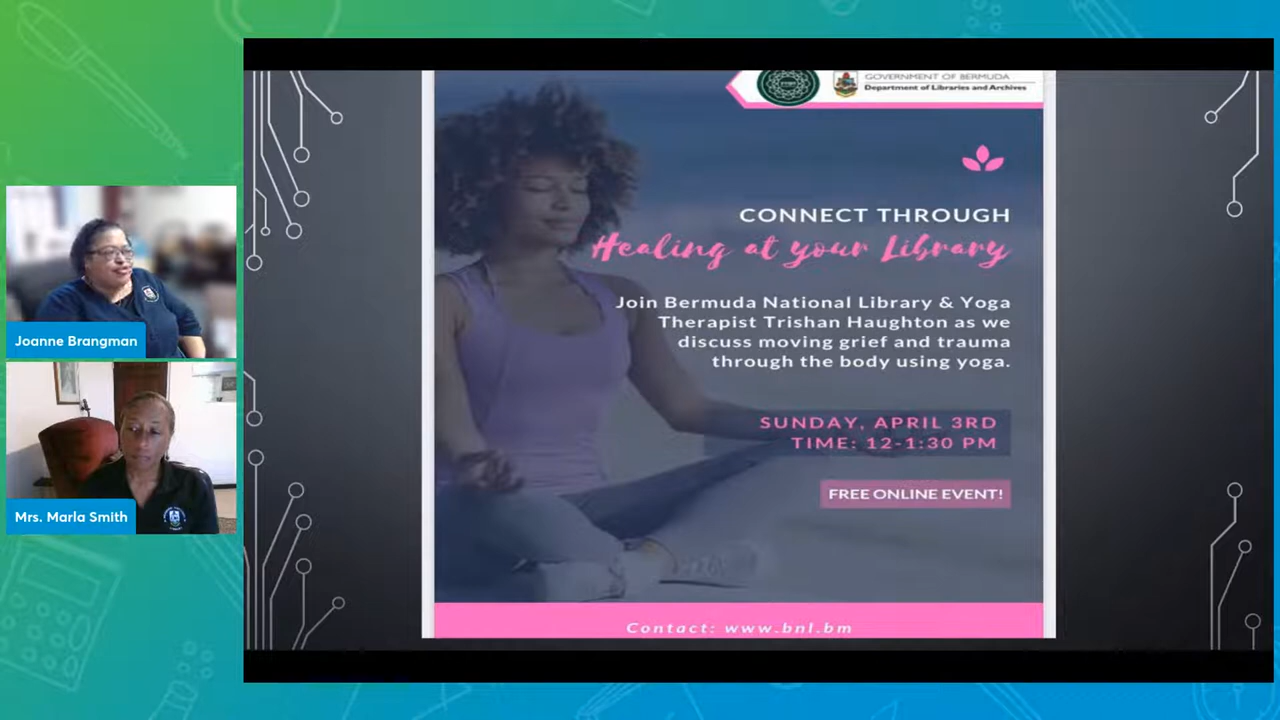 GOVERNMENT OF BERMUDA
Department of Libraries and Archives
CONNECT THROUGH
Healing at your Library
Join Bermuda National Library & Yoga
Therapist Trishan Haughton as we
discuss moving grief and trauma
through the body using yoga.
SUNDAY, APRIL 3RD
TIME: 12-1:30 PM
FREE ONLINE EVENT!
Contact: www.bnl.bm
Joanne Brangman
Mrs. Marla Smith